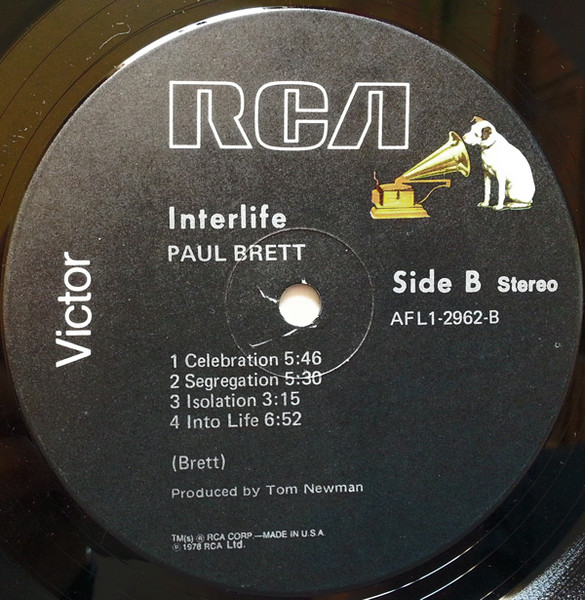 RCA
Interlife
PAUL BRETT
Victor
Side B Stereo
AFL1-2962-B
1 Celebration 5:46
2 Segregation 5:30
3 Isolation 3:15
4 Into Life 6:52
(Brett)
Produced by Tom Newman
TM(s) ® RCA CORP.—MADE IN U.S.A.
℗ 1978 RCA Ltd.